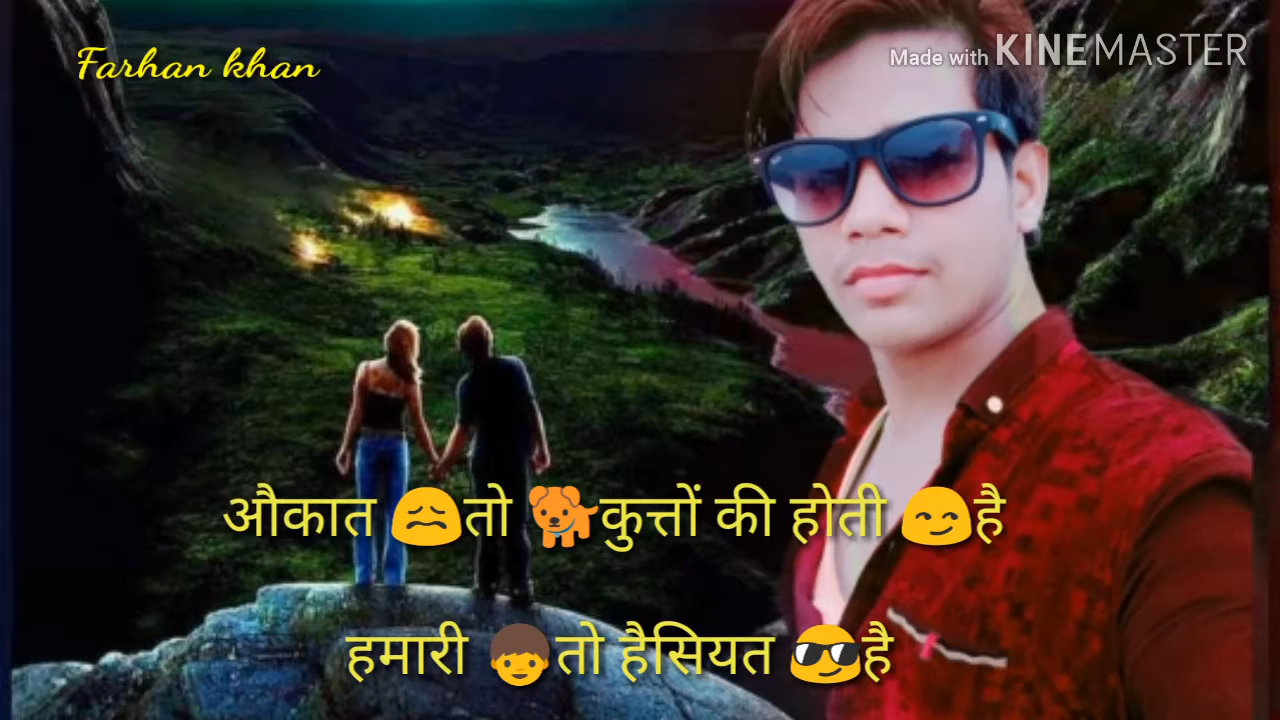 Farhan khan
Made with KINEMASTER
औकात 😖तो 🐕कुत्तों की होती 😏है
हमारी 👦तो हैसियत 😎है